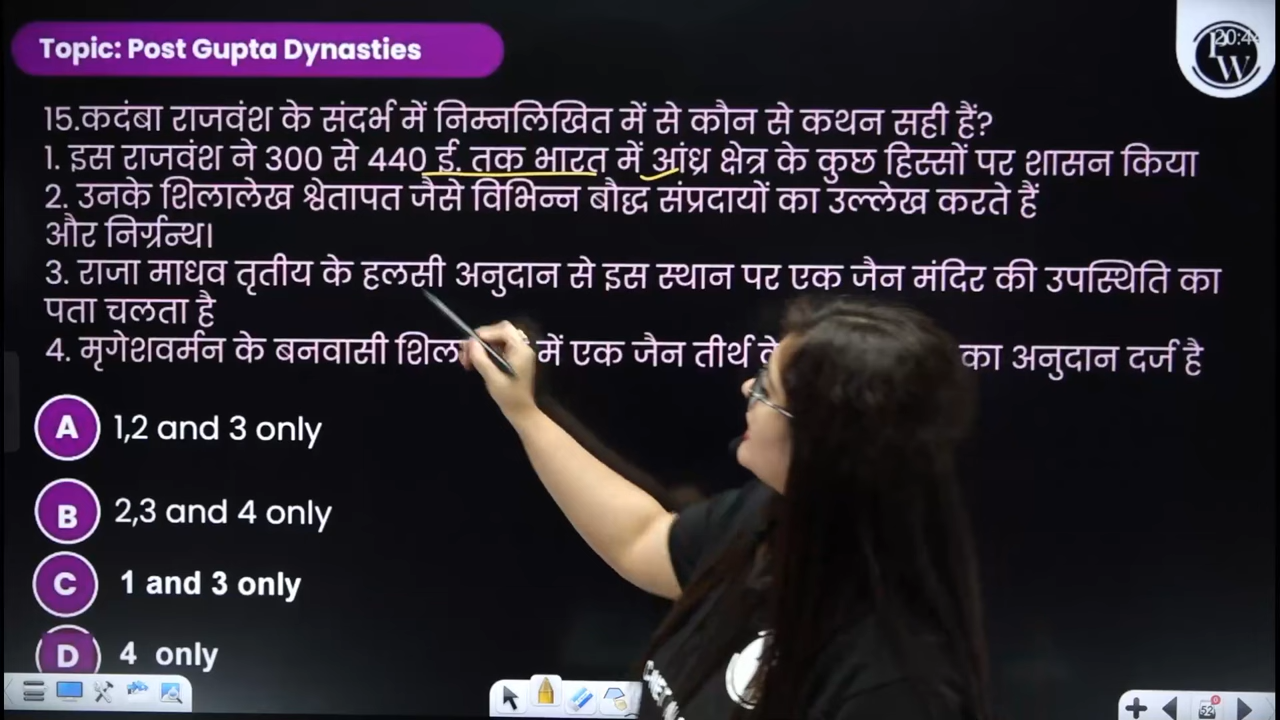 Topic: Post Gupta Dynasties
20:4
P
W
15.कदंबा राजवंश के संदर्भ में निम्नलिखित में से कौन से कथन सही हैं?
1. इस राजवंश ने 300 से 440 ई. तक भारत में आंध्र क्षेत्र के कुछ हिस्सों पर शासन किया
2. उनके शिलालेख श्वेतापत जैसे विभिन्न बौद्ध संप्रदायों का उल्लेख करते हैं
और निर्ग्रन्थ।
3. राजा माधव तृतीय के हलसी अनुदान से इस स्थान पर एक जैन मंदिर की उपस्थिति का
पता चलता है
4. मृगेशवर्मन के बनवासी में एक जैन तीर्थ का अनुदान दर्ज है
A 1,2 and 3 only
B 2,3 and 4 only
C 1 and 3 only
D 4 only